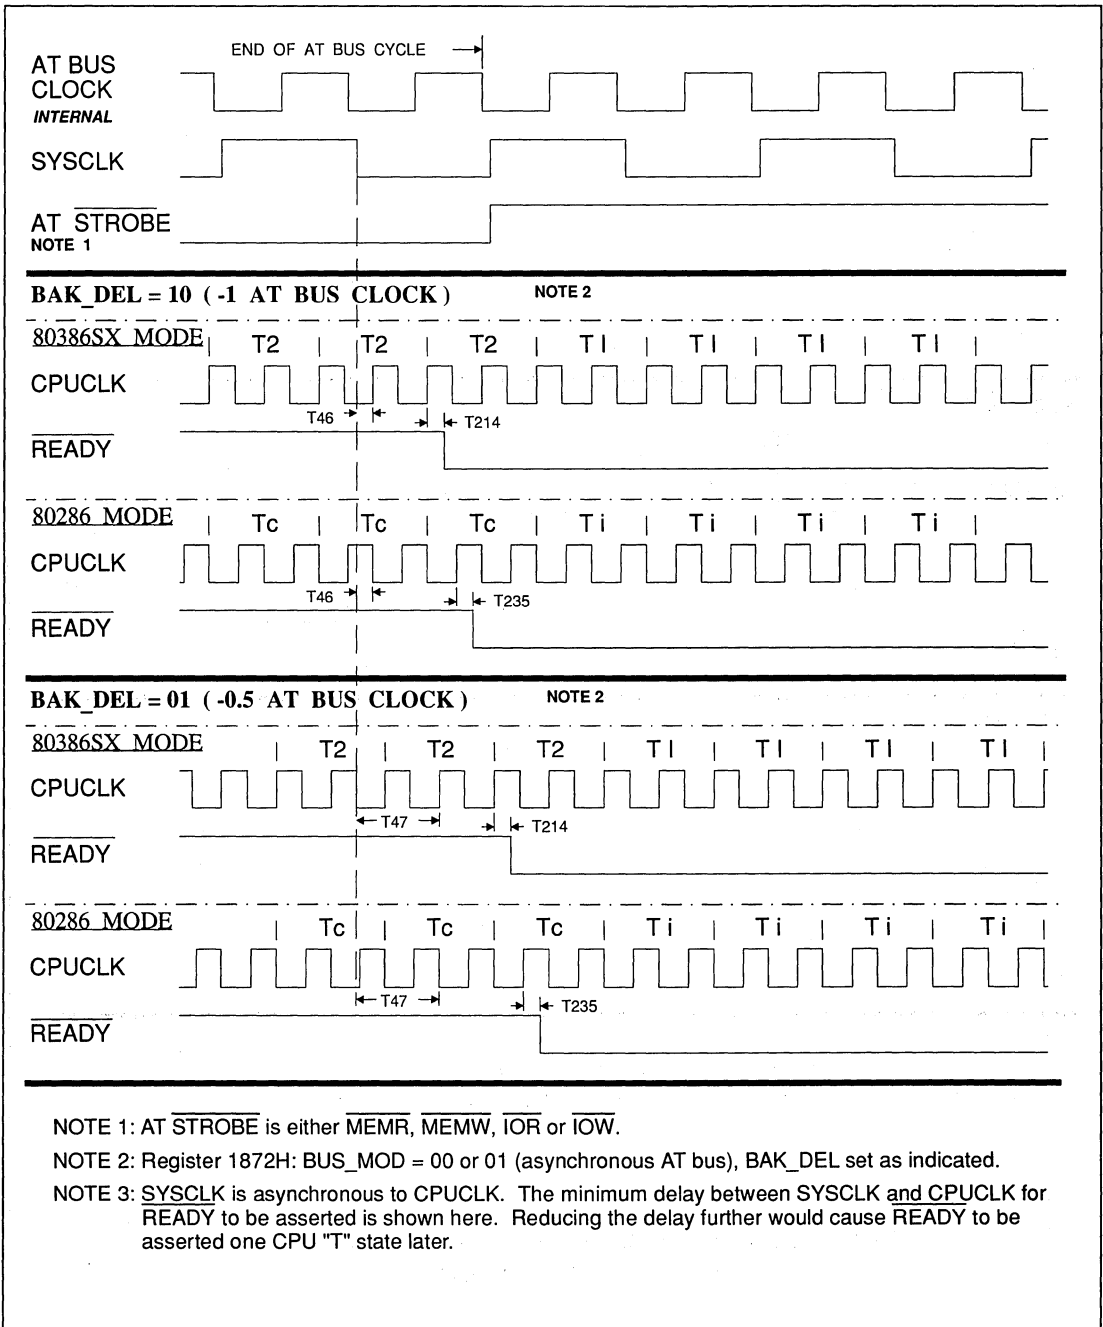 END OF AT BUS CYCLE
AT BUS
CLOCK
INTERNAL
SYSCLK
AT STROBE
NOTE 1
BAK_DEL = 10 ( -1 AT BUS CLOCK )
NOTE 2
80386SX MODE
T2 T2 T2 TI TI TI TI
CPUCLK
T46 T214
READY
80286 MODE
Tc Tc Tc Ti Ti Ti Ti
CPUCLK
T46 T235
READY
BAK_DEL = 01 ( -0.5 AT BUS CLOCK )
NOTE 2
80386SX MODE
T2 T2 T2 TI TI TI TI
CPUCLK
T47 T214
READY
80286 MODE
Tc Tc Tc Ti Ti Ti Ti
CPUCLK
T47 T235
READY
NOTE 1: AT STROBE is either MEMR, MEMW, IOR or IOW.
NOTE 2: Register 1872H: BUS_MOD = 00 or 01 (asynchronous AT bus), BAK_DEL set as indicated.
NOTE 3: SYSCLK is asynchronous to CPUCLK. The minimum delay between SYSCLK and CPUCLK for
READY to be asserted is shown here. Reducing the delay further would cause READY to be
asserted one CPU "T" state later.